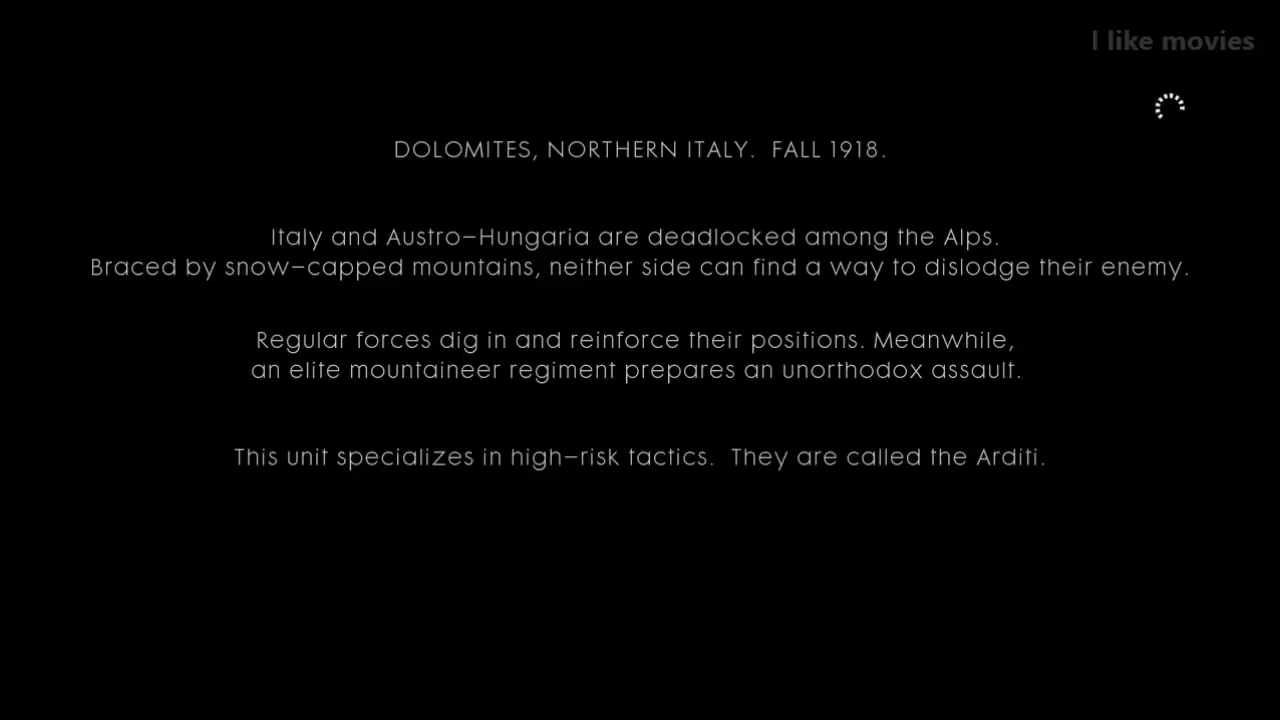 I like movies
DOLOMITES, NORTHERN ITALY. FALL 1918.
Italy and Austro-Hungaria are deadlocked among the Alps.
Braced by snow-capped mountains, neither side can find a way to dislodge their enemy.
Regular forces dig in and reinforce their positions. Meanwhile,
an elite mountaineer regiment prepares an unorthodox assault.
This unit specializes in high-risk tactics. They are called the Arditi.